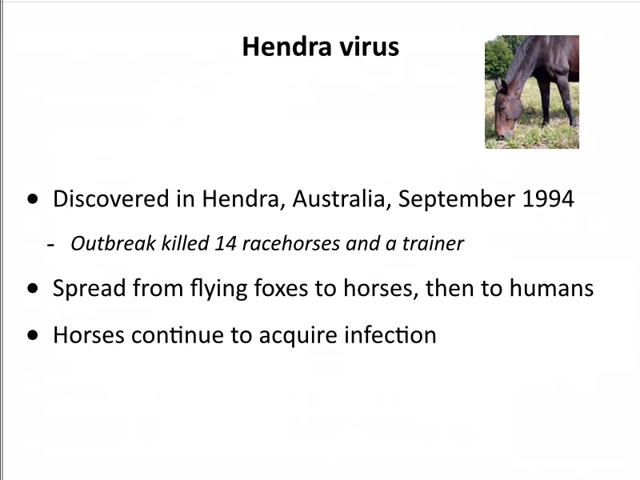 Hendra virus
● Discovered in Hendra, Australia, September 1994
- Outbreak killed 14 racehorses and a trainer
● Spread from flying foxes to horses, then to humans
● Horses continue to acquire infection